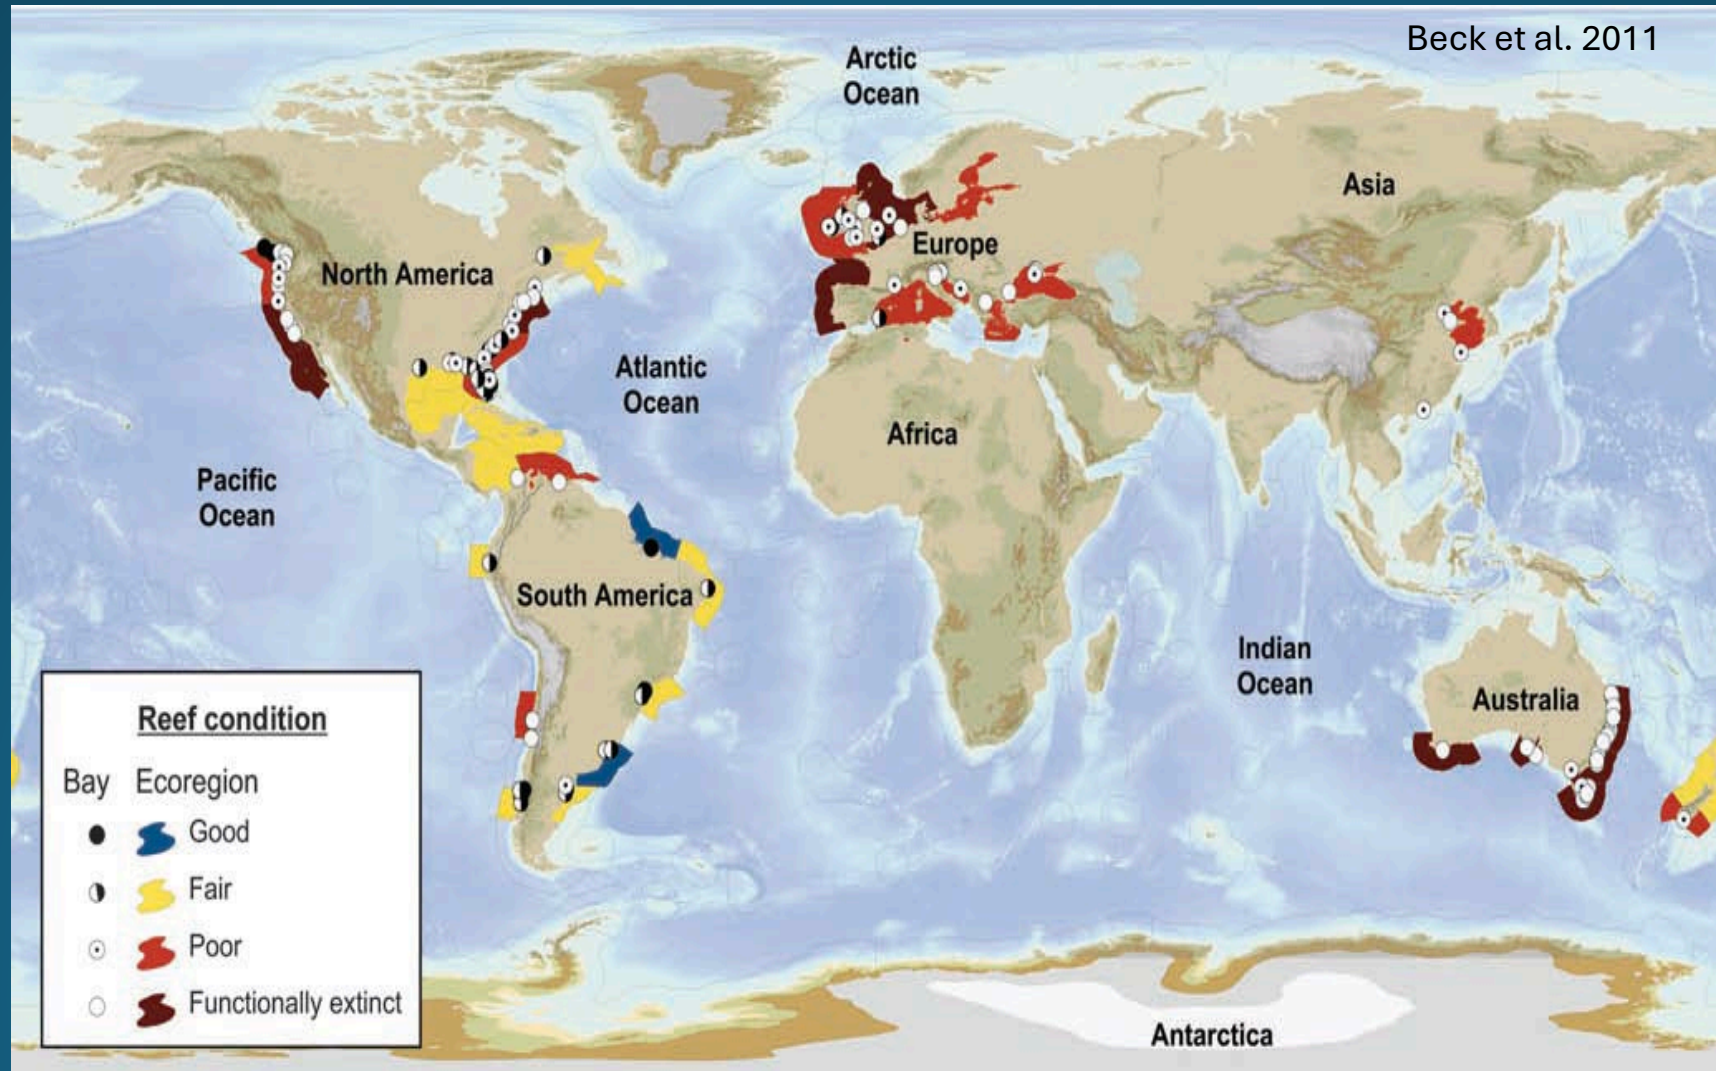 Beck et al. 2011
Arctic
Ocean
Asia
Europe
North America
Atlantic
Ocean
Africa
Pacific
Ocean
South America
Indian
Ocean
Australia
Reef condition
Bay Ecoregion
Good
Fair
Poor
Functionally extinct
Antarctica